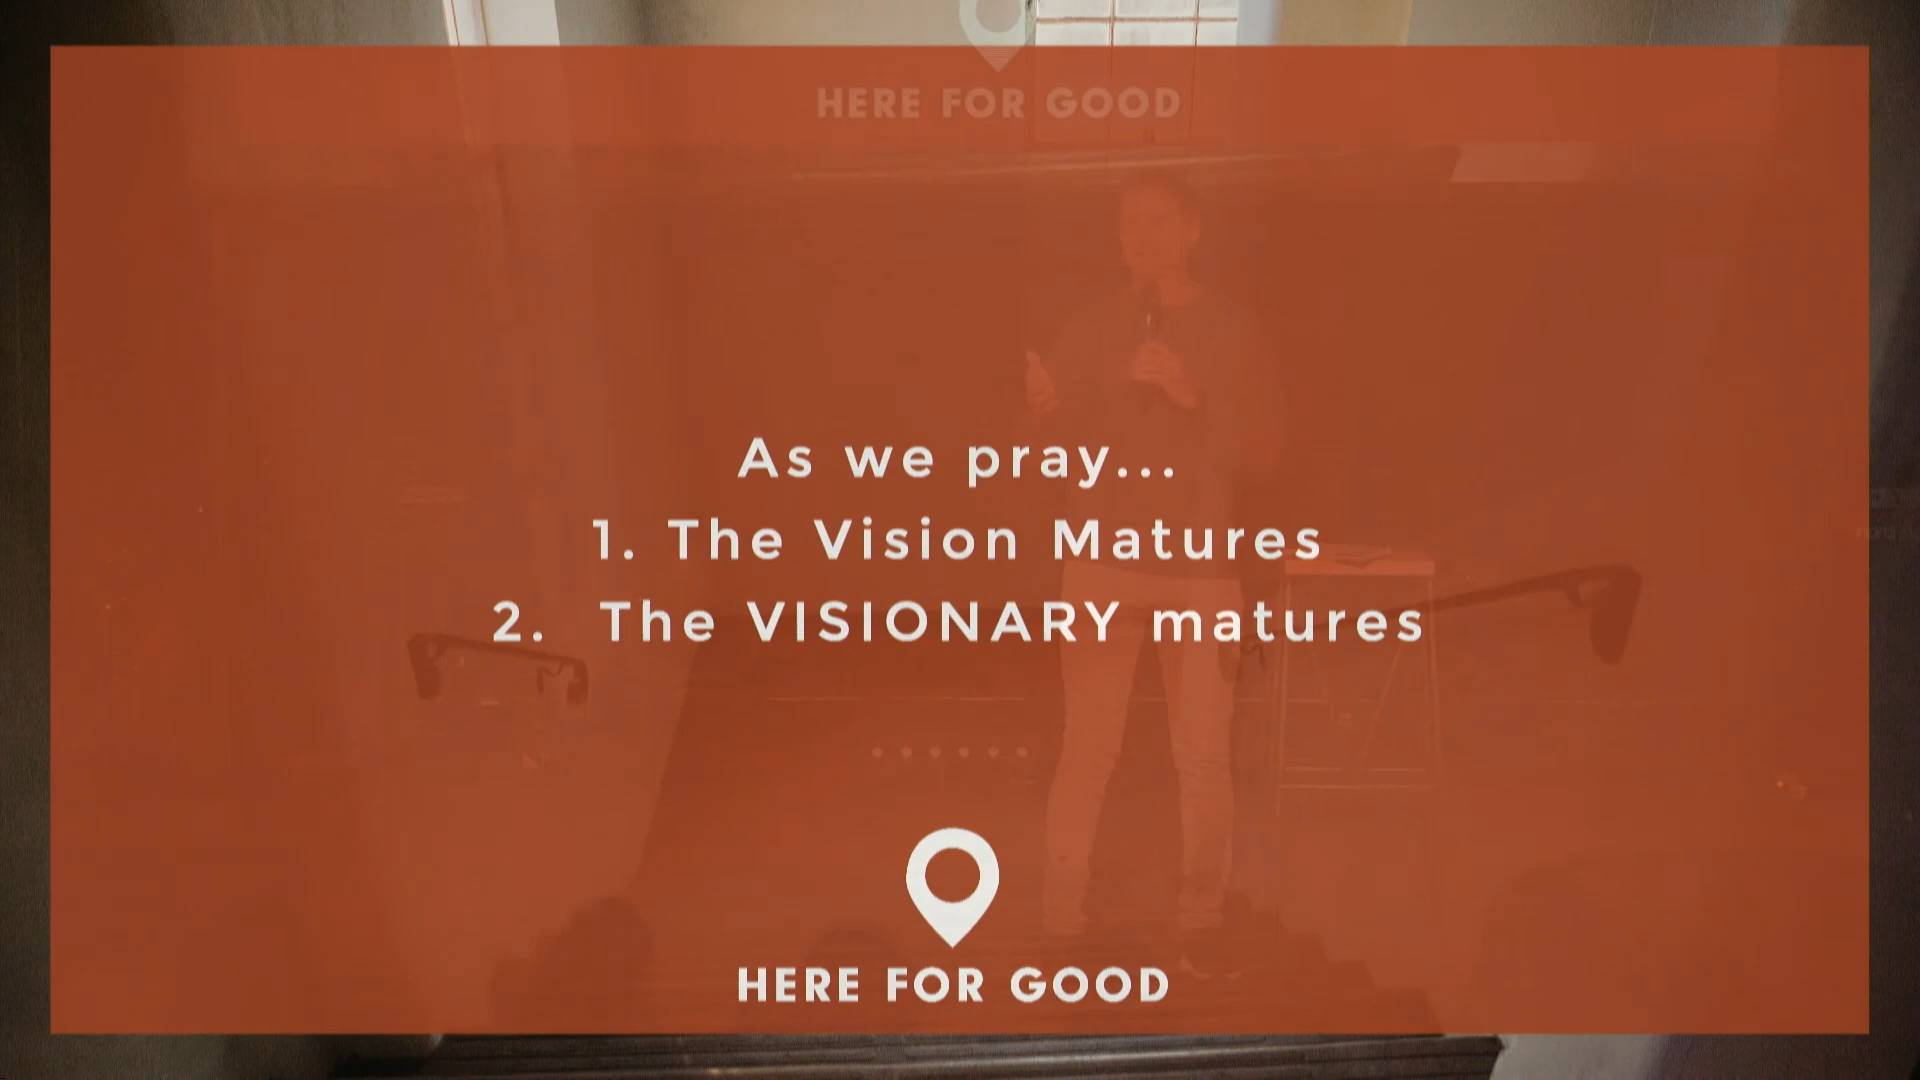 HERE FOR GOOD
As we pray...
1. The Vision Matures
2. The VISIONARY matures
HERE FOR GOOD